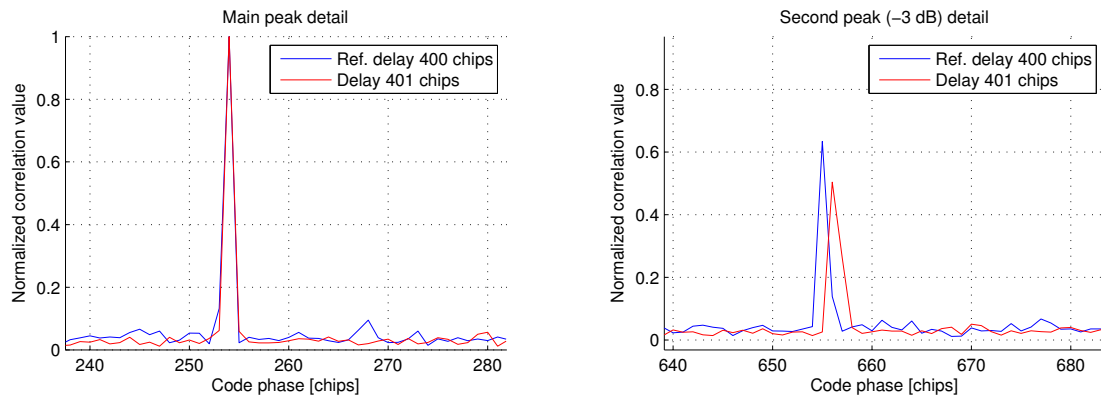 Main peak detail
Normalized correlation value
1
0.8
0.6
0.4
0.2
0
Ref. delay 400 chips
Delay 401 chips
240
250
260
270
280
Code phase [chips]
Second peak (−3 dB) detail
Normalized correlation value
0.8
0.6
0.4
0.2
0
Ref. delay 400 chips
Delay 401 chips
640
650
660
670
680
Code phase [chips]